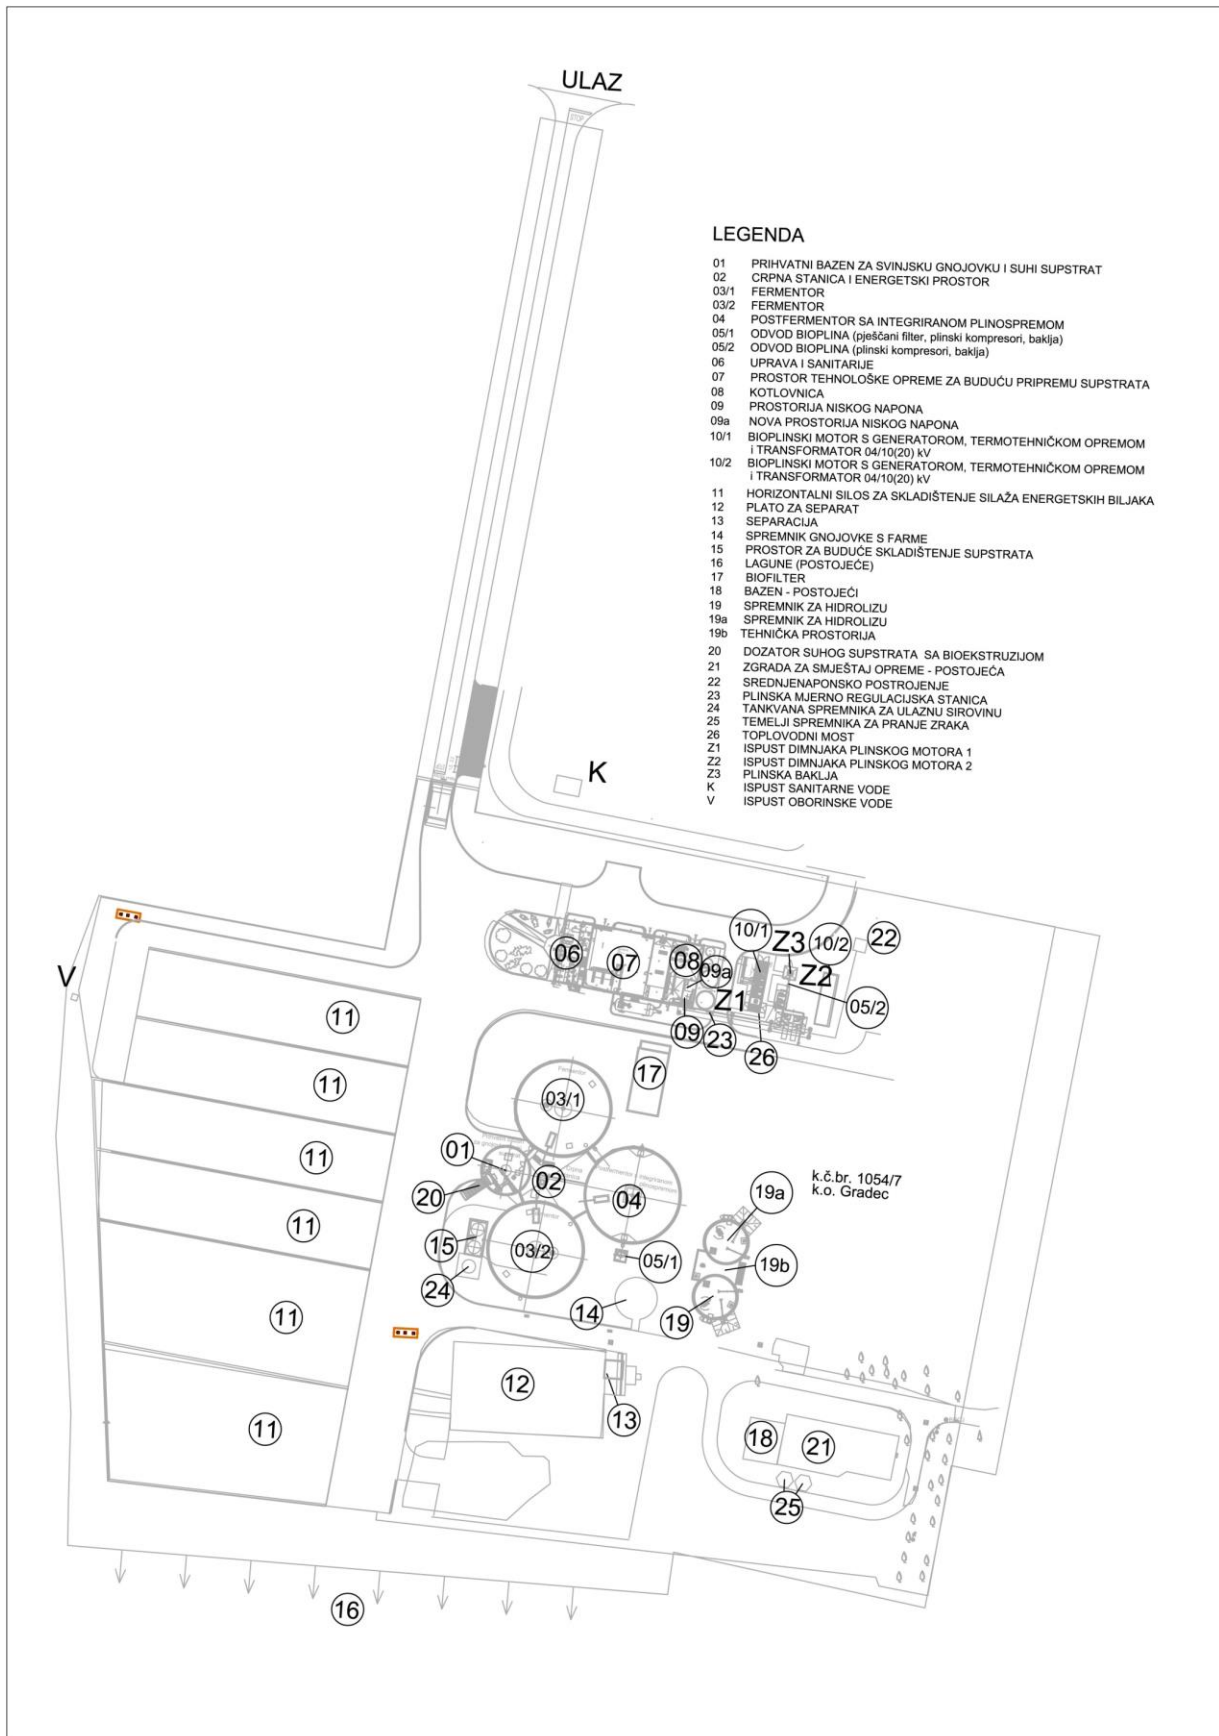 ULAZ
STOP
LEGENDA
01 PRIHVATNI BAZEN ZA SVINJSKU GNOJOVKU I SUHI SUPSTRAT
02 CRPNA STANICA I ENERGETSKI PROSTOR
03/1 FERMENTOR
03/2 FERMENTOR
04 POSTFERMENTOR SA INTEGRIRANOM PLINOSPREMOM
05/1 ODVOD BIOPLINA (pješčani filter, plinski kompresori, baklja)
05/2 ODVOD BIOPLINA (plinski kompresori, baklja)
06 UPRAVA I SANITARIJE
07 PROSTOR TEHNOLOŠKE OPREME ZA BUDUĆU PRIPREMU SUPSTRATA
08 KOTLOVNICA
09 PROSTORIJA NISKOG NAPONA
09a NOVA PROSTORIJA NISKOG NAPONA
10/1 BIOPLINSKI MOTOR S GENERATOROM, TERMOTEHNIČKOM OPREMOM
i TRANSFORMATOR 04/10(20) kV
10/2 BIOPLINSKI MOTOR S GENERATOROM, TERMOTEHNIČKOM OPREMOM
i TRANSFORMATOR 04/10(20) kV
11 HORIZONTALNI SILOS ZA SKLADIŠTENJE SILAŽA ENERGETSKIH BILJAKA
12 PLATO ZA SEPARAT
13 SEPARACIJA
14 SPREMNIK GNOJOVKE S FARME
15 PROSTOR ZA BUDUĆE SKLADIŠTENJE SUPSTRATA
16 LAGUNE (POSTOJEĆE)
17 BIOFILTER
18 BAZEN - POSTOJEĆI
19 SPREMNIK ZA HIDROLIZU
19a SPREMNIK ZA HIDROLIZU
19b TEHNIČKA PROSTORIJA
20 DOZATOR SUHOG SUPSTRATA SA BIOEKSTRUZIJOM
21 ZGRADA ZA SMJEŠTAJ OPREME - POSTOJEĆA
22 SREDNJENAPONSKO POSTROJENJE
23 PLINSKA MJERNO REGULACIJSKA STANICA
24 TANKVANA SPREMNIKA ZA ULAZNU SIROVINU
25 TEMELJI SPREMNIKA ZA PRANJE ZRAKA
26 TOPLOVODNI MOST
Z1 ISPUST DIMNJAKA PLINSKOG MOTORA 1
Z2 ISPUST DIMNJAKA PLINSKOG MOTORA 2
Z3 PLINSKA BAKLJA
K ISPUST SANITARNE VODE
V ISPUST OBORINSKE VODE
K
10/1 Z3 10/2 22
06 07 08 09a Z2
V
Z1 05/2
11
09 23 26
11
17
Fermentor
03/1
11
01
02
04
20
k.č.br. 1054/7
k.o. Gradec
19a
11
15
03/2
05/1
19b
24
14
19
11
12
13
11
18 21
25
16